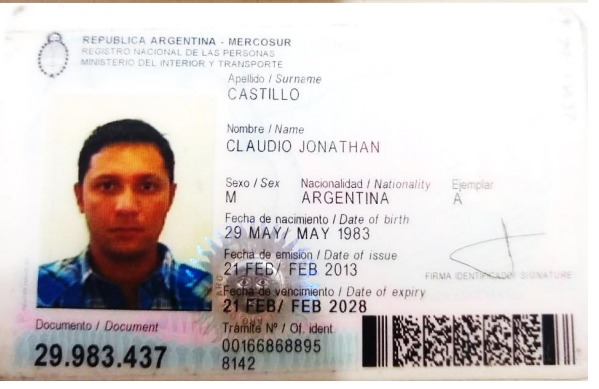 REPUBLICA ARGENTINA - MERCOSUR
REGISTRO NACIONAL DE LAS PERSONAS
MINISTERIO DEL INTERIOR Y TRANSPORTE
Apellido / Surname
CASTILLO
Nombre / Name
CLAUDIO JONATHAN
Sexo / Sex Nacionalidad / Nationality Ejemplar
M ARGENTINA A
Fecha de nacimiento / Date of birth
29 MAY/ MAY 1983
Fecha de emisión / Date of issue
21 FEB/ FEB 2013
FIRMA IDENTIFICADO/ SIGNATURE
Fecha de vencimiento / Date of expiry
21 FEB/ FEB 2028
Documento / Document
29.983.437
Trámite Nº / Of. ident
00166868895
8142